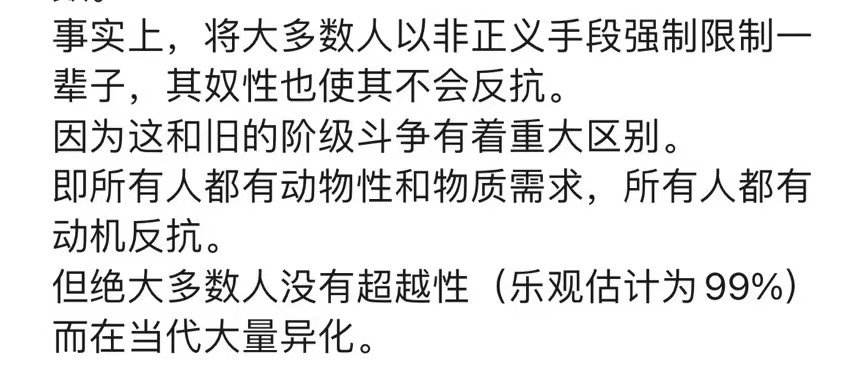 事实上，将大多数人以非正义手段强制限制一
辈子，其奴性也使其不会反抗。
因为这和旧的阶级斗争有着重大区别。
即所有人都有动物性和物质需求，所有人都有
动机反抗。
但绝大多数人没有超越性（乐观估计为 99%）
而在当代大量异化。